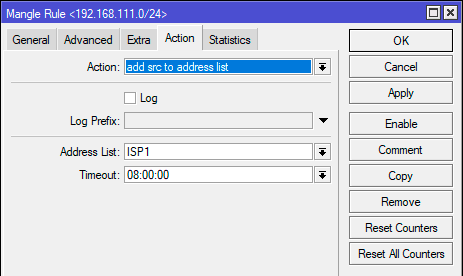 Mangle Rule <192.168.111.0/24>
General Advanced Extra Action Statistics
Action: add src to address list
Log
Log Prefix:
Address List: ISP1
Timeout: 08:00:00
OK
Cancel
Apply
Enable
Comment
Copy
Remove
Reset Counters
Reset All Counters